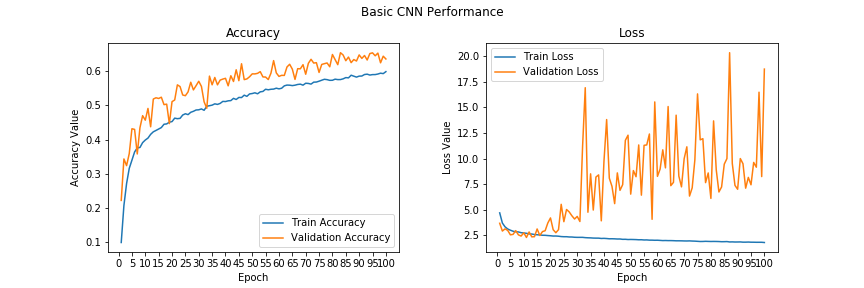 Basic CNN Performance
Accuracy
Accuracy Value
0.6
0.5
0.4
0.3
0.2
0.1
Train Accuracy
Validation Accuracy
0 5 10 15 20 25 30 35 40 45 50 55 60 65 70 75 80 85 90 95 100
Epoch
Loss
Loss Value
20.0
17.5
15.0
12.5
10.0
7.5
5.0
2.5
Train Loss
Validation Loss
0 5 10 15 20 25 30 35 40 45 50 55 60 65 70 75 80 85 90 95 100
Epoch